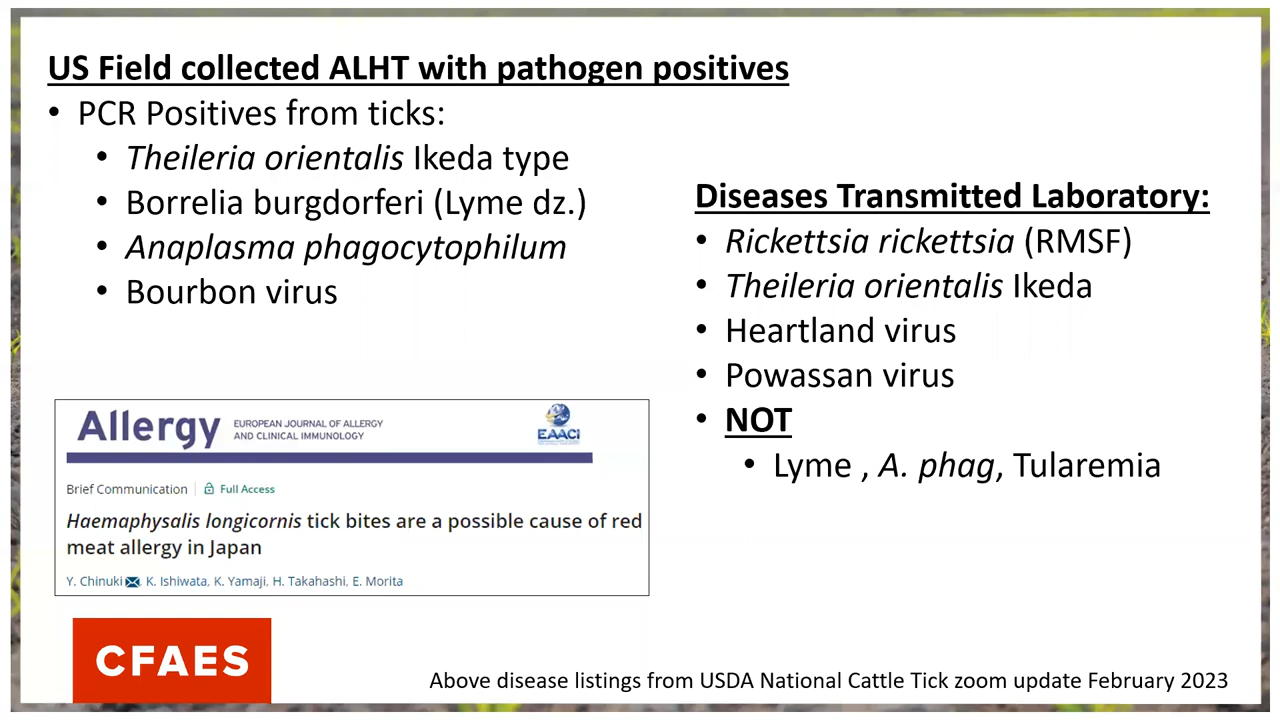 US Field collected ALHT with pathogen positives
• PCR Positives from ticks:
• Theileria orientalis Ikeda type
• Borrelia burgdorferi (Lyme dz.)
• Anaplasma phagocytophilum
• Bourbon virus
Diseases Transmitted Laboratory:
• Rickettsia rickettsia (RMSF)
• Theileria orientalis Ikeda
• Heartland virus
• Powassan virus
• NOT
• Lyme , A. phag, Tularemia
Allergy
EUROPEAN JOURNAL OF ALLERGY
AND CLINICAL IMMUNOLOGY
EAACI
Brief Communication | Full Access
Haemaphysalis longicornis tick bites are a possible cause of red
meat allergy in Japan
Y. Chinuki, K. Ishiwata, K. Yamaji, H. Takahashi, E. Morita
CFAES
Above disease listings from USDA National Cattle Tick zoom update February 2023